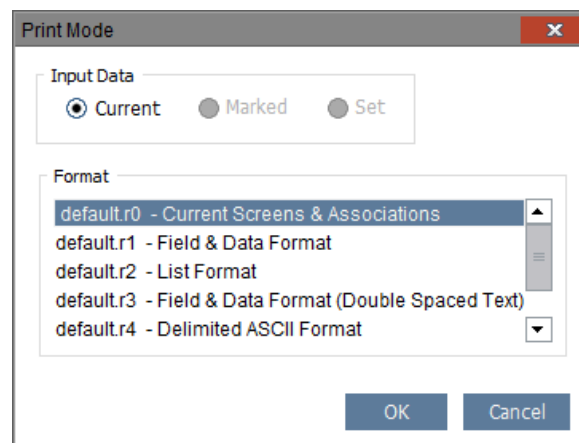 Print Mode
Input Data
Current Marked Set
Format
default.r0 - Current Screens & Associations
default.r1 - Field & Data Format
default.r2 - List Format
default.r3 - Field & Data Format (Double Spaced Text)
default.r4 - Delimited ASCII Format
OK Cancel